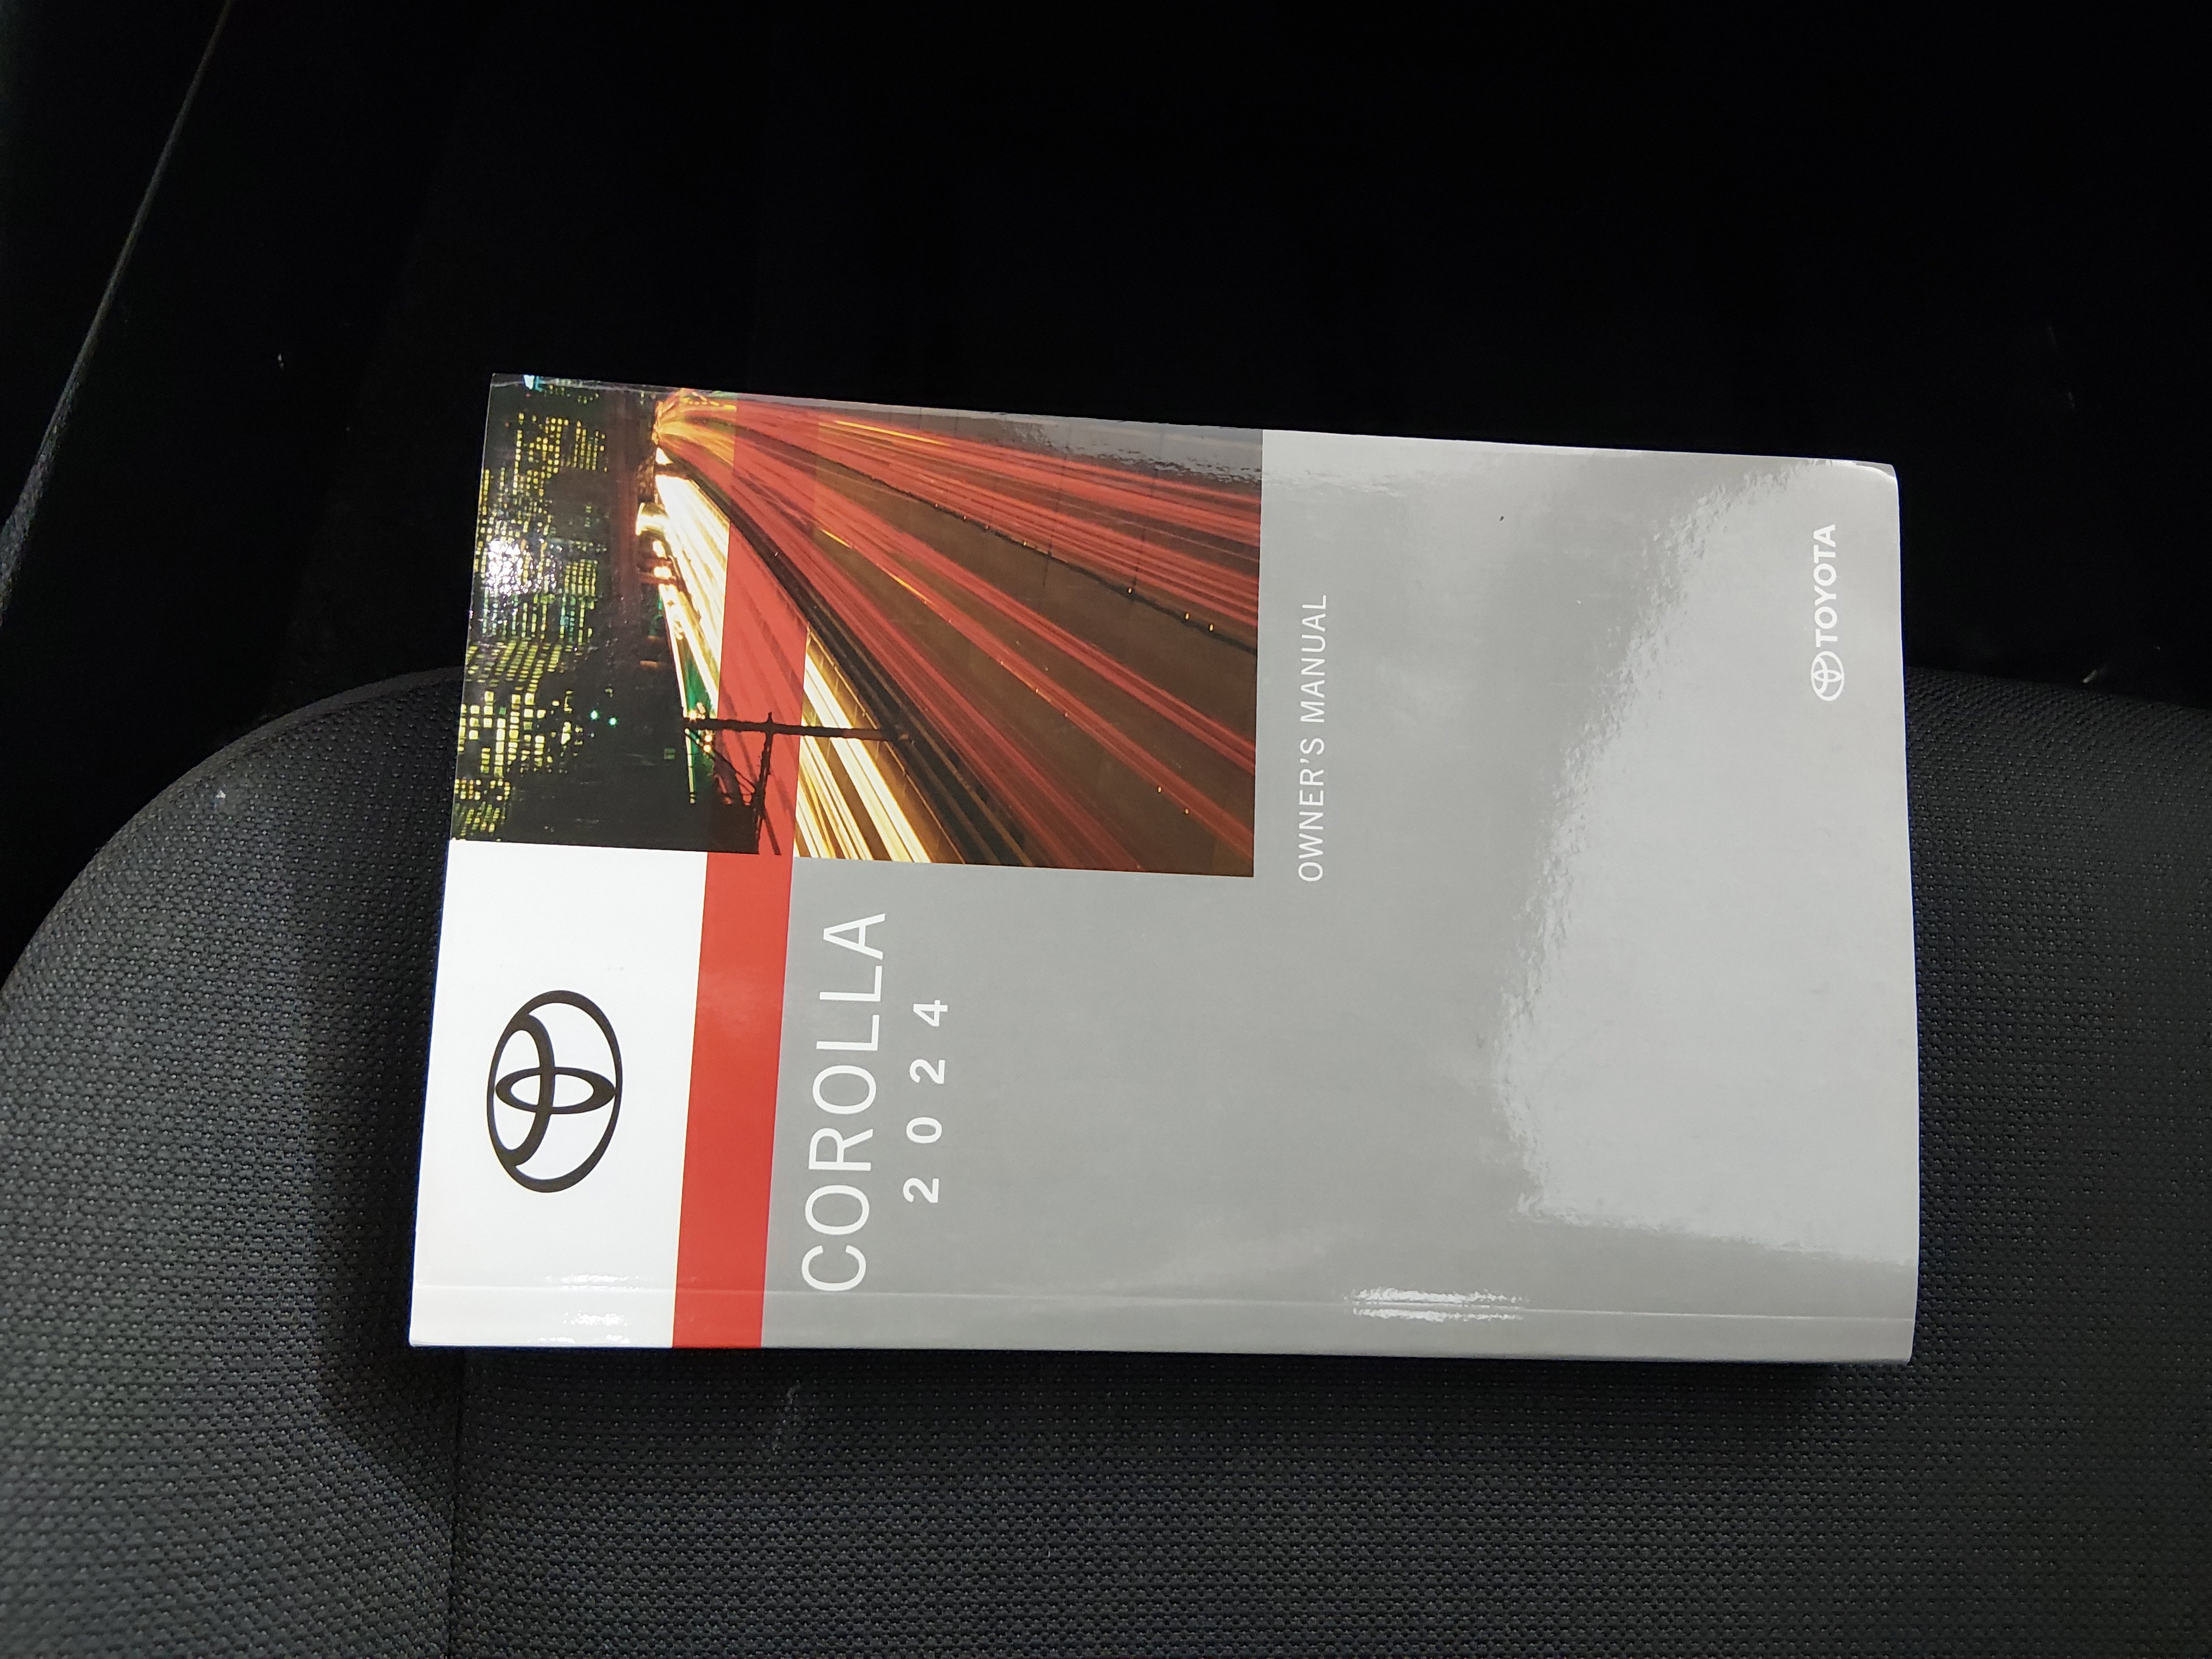 COROLLA
2024
OWNER'S MANUAL
TOYOTA